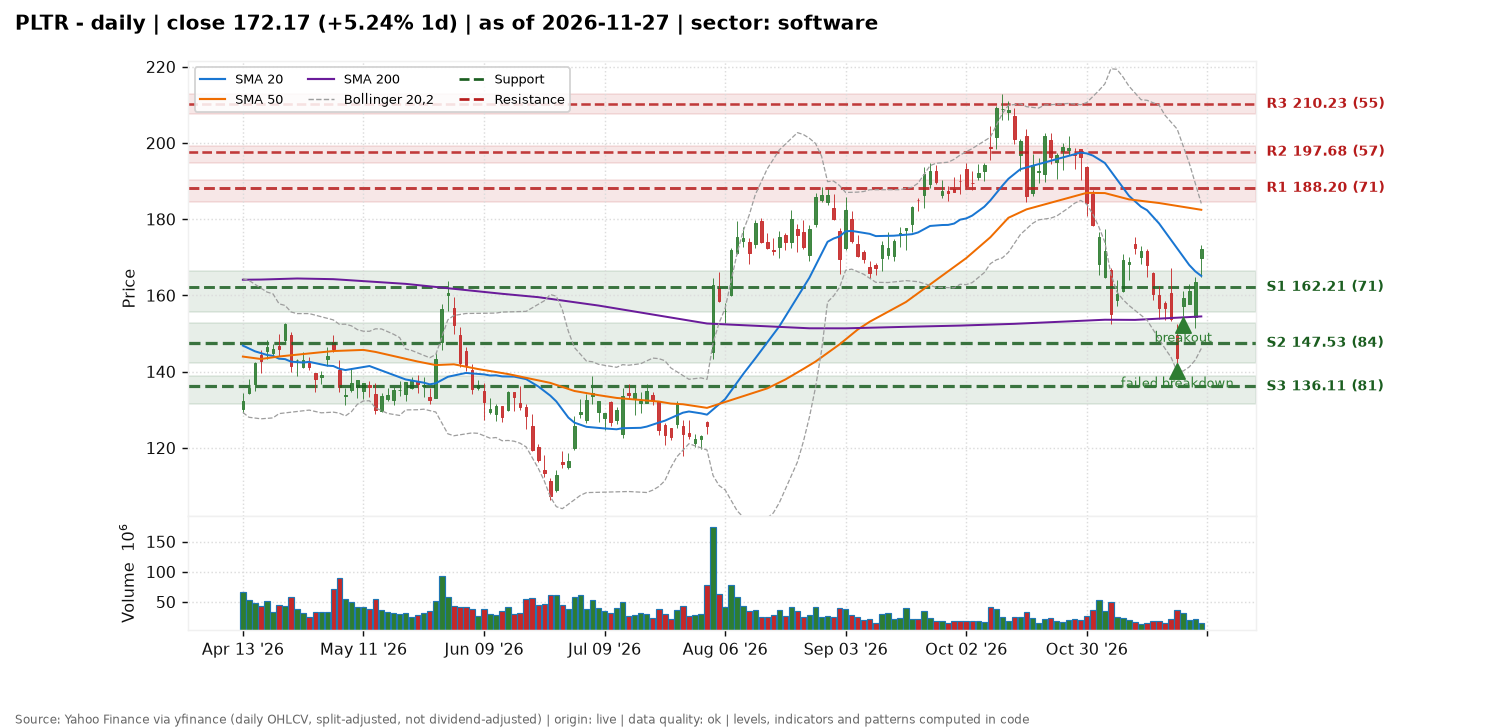 PLTR - daily | close 172.17 (+5.24% 1d) | as of 2026-11-27 | sector: software
SMA 20
SMA 50
SMA 200
Bollinger 20,2
Support
Resistance
Price
220
200
180
160
140
120
R3 210.23 (55)
R2 197.68 (57)
R1 188.20 (71)
S1 162.21 (71)
S2 147.53 (84)
S3 136.11 (81)
breakout
failed breakdown
Volume 10⁶
150
100
50
Apr 13 '26
May 11 '26
Jun 09 '26
Jul 09 '26
Aug 06 '26
Sep 03 '26
Oct 02 '26
Oct 30 '26
Source: Yahoo Finance via yfinance (daily OHLCV, split-adjusted, not dividend-adjusted) | origin: live | data quality: ok | levels, indicators and patterns computed in code